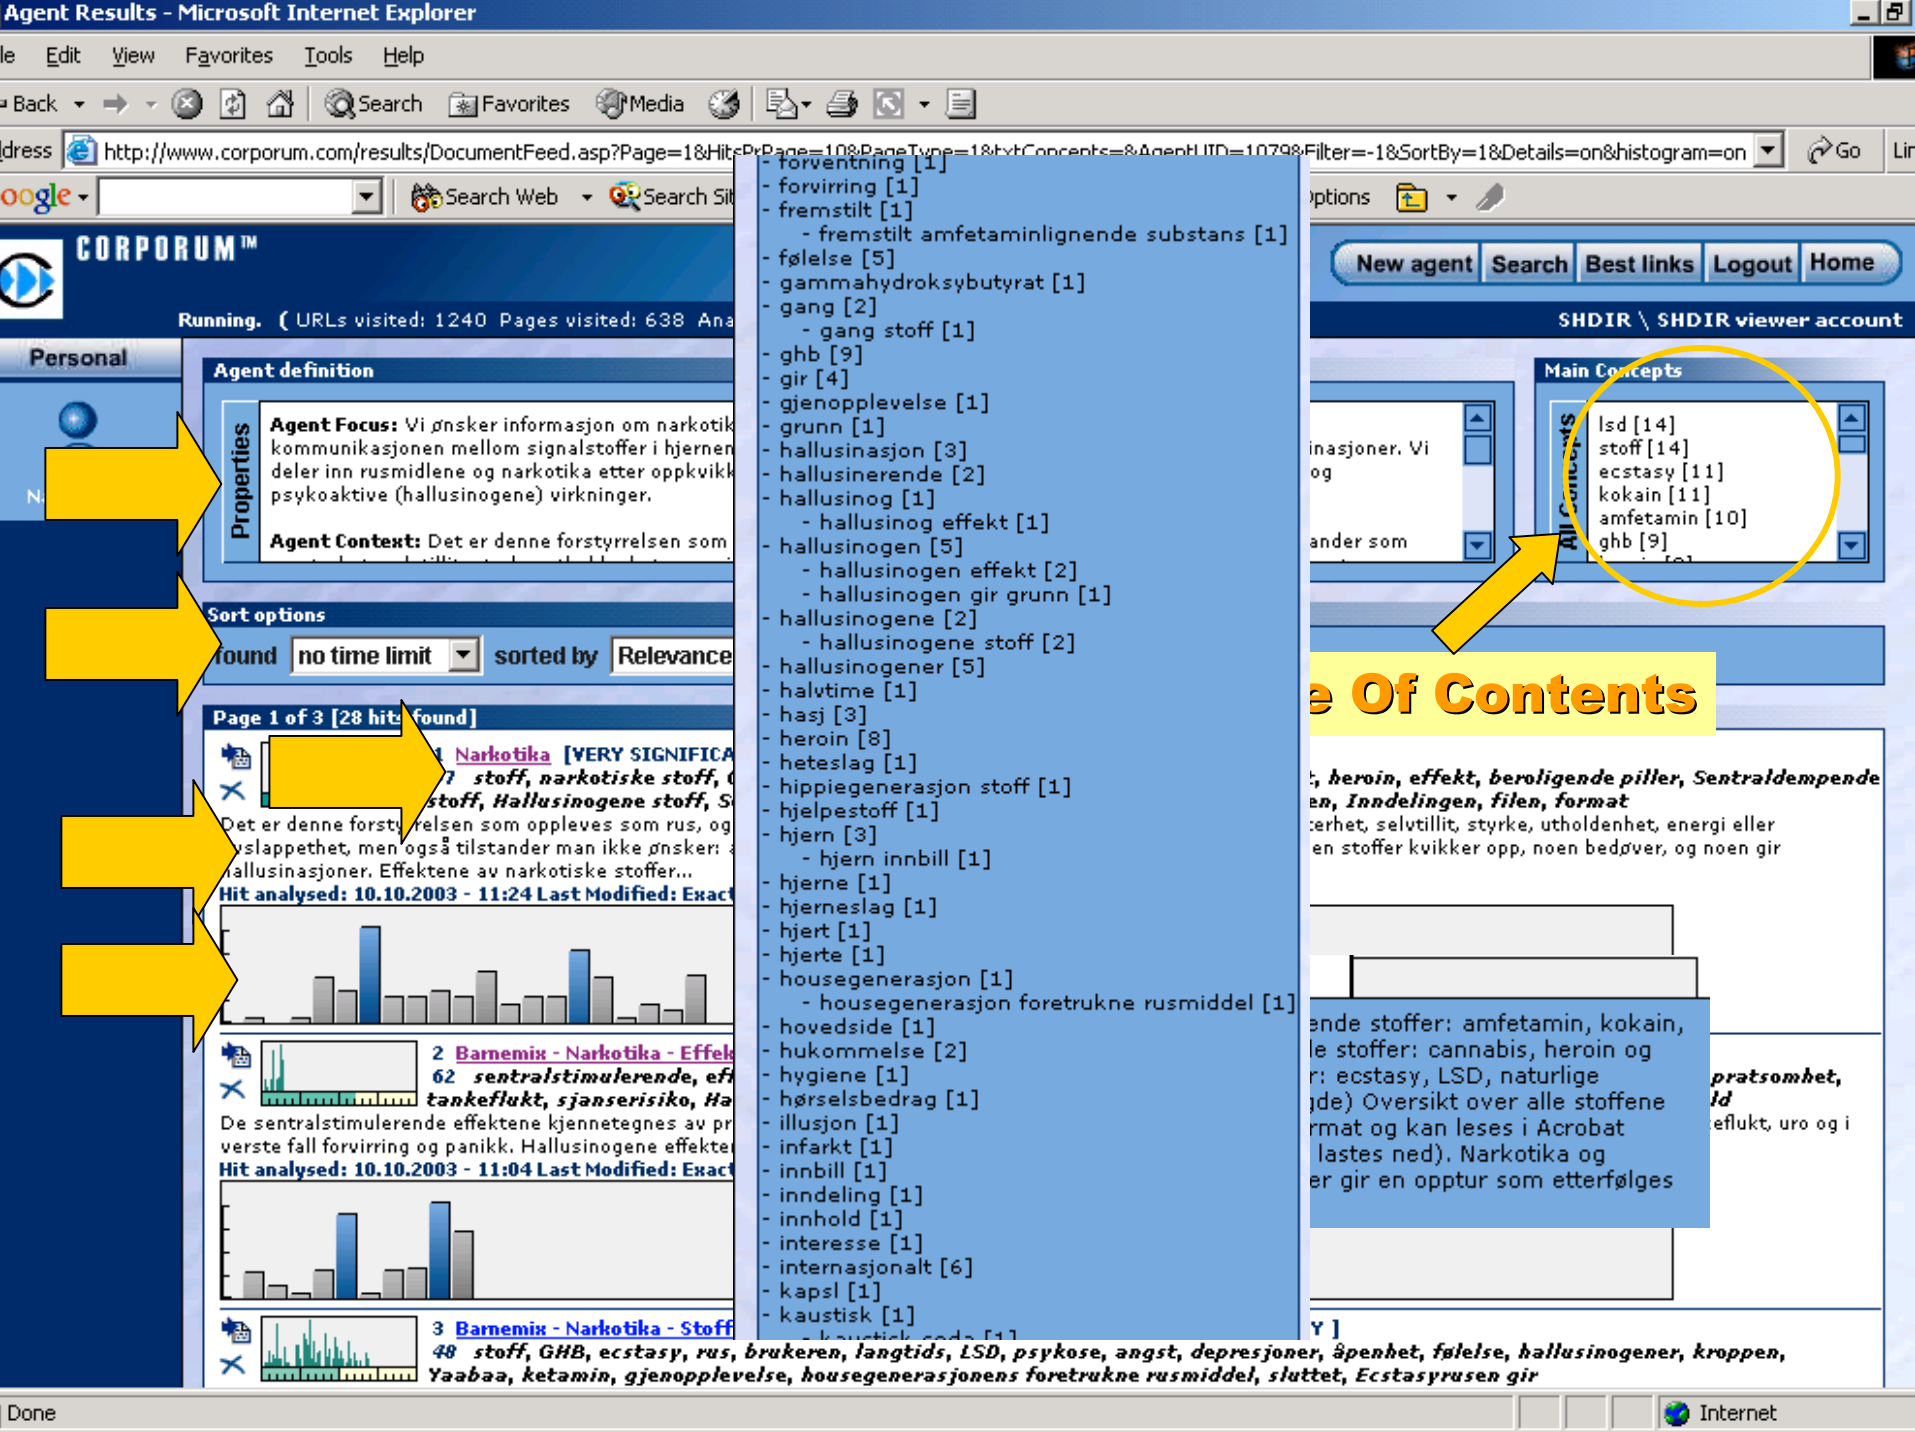 Agent Results - Microsoft Internet Explorer
le Edit View Favorites Tools Help
Back Search Favorites Media
dress http://www.corporum.com/results/DocumentFeed.asp?Page=1&HitsPrPage=10&PageType=1&txtConcepts=&AgentUID=1079&Filter=-1&SortBy=1&Details=on&histogram=on Go Lin
oogle Search Web Search Sit ptions
CORPORUM™
New agent Search Best links Logout Home
Running. ( URLs visited: 1240 Pages visited: 638 Ana
SHDIR \ SHDIR viewer account
Personal
Agent definition
Properties
Agent Focus: Vi ønsker informasjon om narkotik
kommunikasjonen mellom signalstoffer i hjernen inasjoner. Vi
deler inn rusmidlene og narkotika etter oppkvikk og
psykoaktive (hallusinogene) virkninger.
Agent Context: Det er denne forstyrrelsen som ander som
Main Concepts
All Concepts
lsd [14]
stoff [14]
ecstasy [11]
kokain [11]
amfetamin [10]
ghb [9]
Sort options
found no time limit sorted by Relevance
e Of Contents
Page 1 of 3 [28 hits found]
1 Narkotika [VERY SIGNIFICA
7 stoff, narkotiske stoff, t, heroin, effekt, beroligende piller, Sentraldempende
stoff, Hallusinogene stoff, S en, Inndelingen, filen, format
Det er denne forstyrrelsen som oppleves som rus, og terhet, selvtillit, styrke, utholdenhet, energi eller
vslappethet, men også tilstander man ikke ønsker: en stoffer kvikker opp, noen bedøver, og noen gir
allusinasjoner. Effektene av narkotiske stoffer...
Hit analysed: 10.10.2003 - 11:24 Last Modified: Exact
2 Barnemix - Narkotika - Effek
62 sentralstimulerende, eff pratsomhet,
tankeflukt, sjanserisiko, Ha ld
De sentralstimulerende effektene kjennetegnes av pr eflukt, uro og i
verste fall forvirring og panikk. Hallusinogene effekte
Hit analysed: 10.10.2003 - 11:04 Last Modified: Exact
3 Barnemix - Narkotika - Stoff Y ]
48 stoff, GHB, ecstasy, rus, brukeren, langtids, LSD, psykose, angst, depresjoner, åpenhet, følelse, hallusinogener, kroppen,
Yaabaa, ketamin, gjenopplevelse, housegenerasjonens foretrukne rusmiddel, sluttet, Ecstasyrusen gir
- forventning [1]
- forvirring [1]
- fremstilt [1]
- fremstilt amfetaminlignende substans [1]
- følelse [5]
- gammahydroksybutyrat [1]
- gang [2]
- gang stoff [1]
- ghb [9]
- gir [4]
- gjenopplevelse [1]
- grunn [1]
- hallusinasjon [3]
- hallusinerende [2]
- hallusinog [1]
- hallusinog effekt [1]
- hallusinogen [5]
- hallusinogen effekt [2]
- hallusinogen gir grunn [1]
- hallusinogene [2]
- hallusinogene stoff [2]
- hallusinogener [5]
- halvtime [1]
- hasj [3]
- heroin [8]
- heteslag [1]
- hippiegenerasjon stoff [1]
- hjelpestoff [1]
- hjern [3]
- hjern innbill [1]
- hjerne [1]
- hjerneslag [1]
- hjert [1]
- hjerte [1]
- housegenerasjon [1]
- housegenerasjon foretrukne rusmiddel [1]
- hovedside [1]
- hukommelse [2]
- hygiene [1]
- hørselsbedrag [1]
- illusjon [1]
- infarkt [1]
- innbill [1]
- inndeling [1]
- innhold [1]
- interesse [1]
- internasjonalt [6]
- kapsl [1]
- kaustisk [1]
- kaustisk soda [1]
ende stoffer: amfetamin, kokain,
le stoffer: cannabis, heroin og
r: ecstasy, LSD, naturlige
gde) Oversikt over alle stoffene
rmat og kan leses i Acrobat
lastes ned). Narkotika og
er gir en opptur som etterfølges
Done Internet